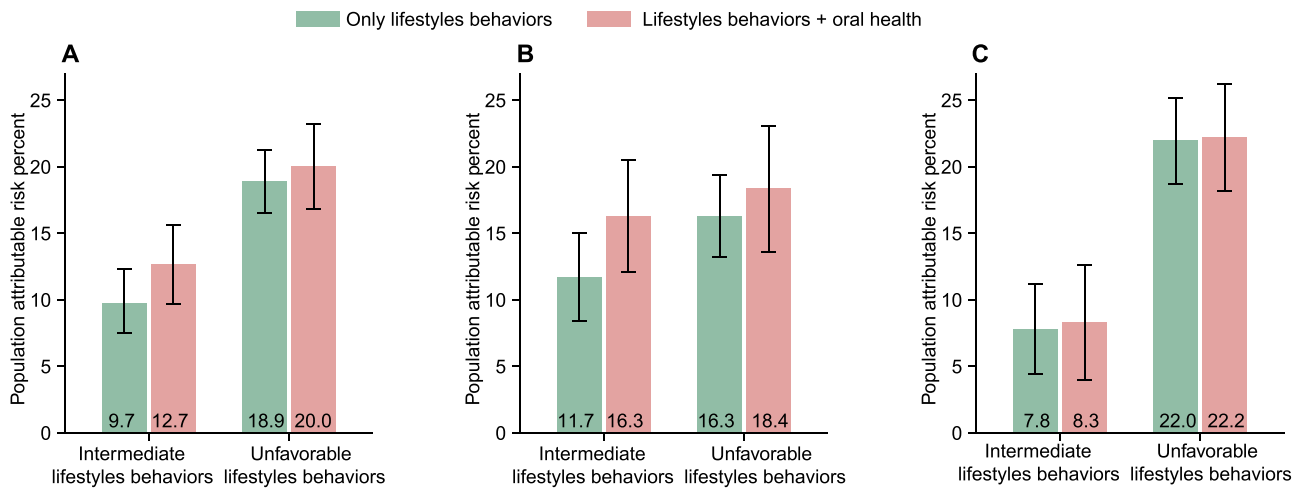 Only lifestyles behaviors
Lifestyles behaviors + oral health
A
Population attributable risk percent
25
20
15
10
5
0
9.7
12.7
18.9
20.0
Intermediate
lifestyles behaviors
Unfavorable
lifestyles behaviors
B
Population attributable risk percent
25
20
15
10
5
0
11.7
16.3
16.3
18.4
Intermediate
lifestyles behaviors
Unfavorable
lifestyles behaviors
C
Population attributable risk percent
25
20
15
10
5
0
7.8
8.3
22.0
22.2
Intermediate
lifestyles behaviors
Unfavorable
lifestyles behaviors